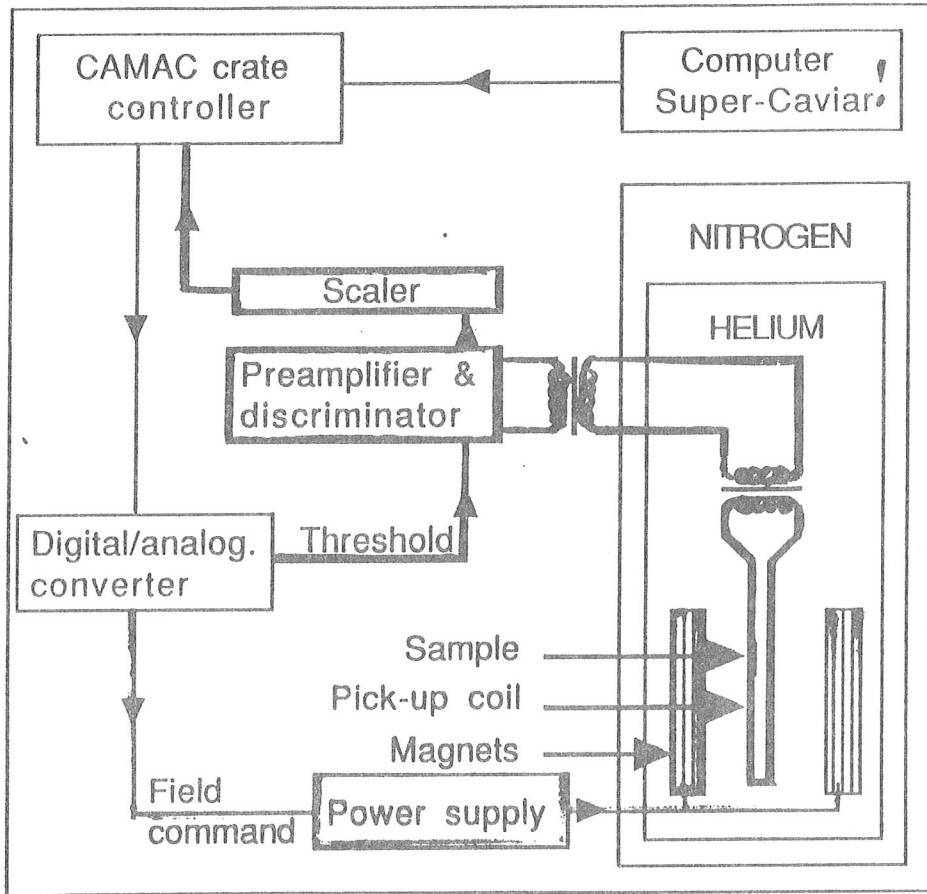 CAMAC crate
controller
Computer
Super-Caviar!
NITROGEN
HELIUM
Scaler
Preamplifier &
discriminator
Digital/analog.
converter
Threshold
Sample
Pick-up coil
Magnets
Field
command
Power supply